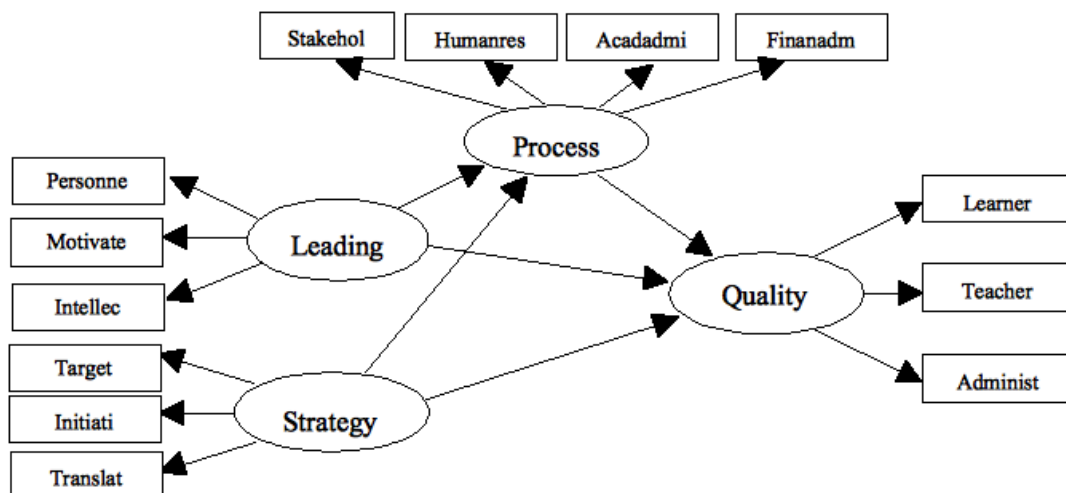 Stakehol
Humanres
Acadadmi
Finanadm
Process
Personne
Motivate
Intellec
Leading
Learner
Teacher
Administ
Quality
Target
Initiati
Translat
Strategy